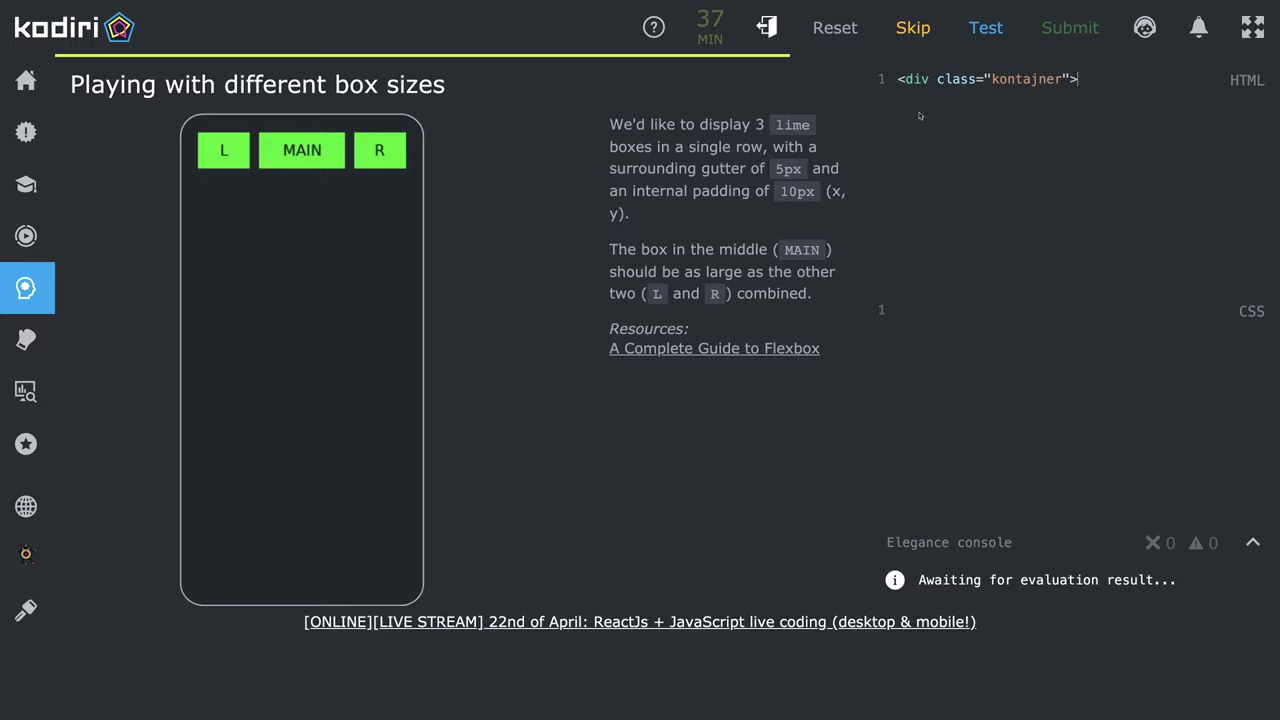 kodiri
37
MIN
Reset
Skip
Test
Submit
Playing with different box sizes
L
MAIN
R
We'd like to display 3 lime
boxes in a single row, with a
surrounding gutter of 5px and
an internal padding of 10px (x,
y).
The box in the middle (MAIN)
should be as large as the other
two (L and R) combined.
Resources:
A Complete Guide to Flexbox
1 <div class="kontajner">
HTML
1
CSS
Elegance console
0
0
Awaiting for evaluation result...
[ONLINE][LIVE STREAM] 22nd of April: ReactJs + JavaScript live coding (desktop & mobile!)